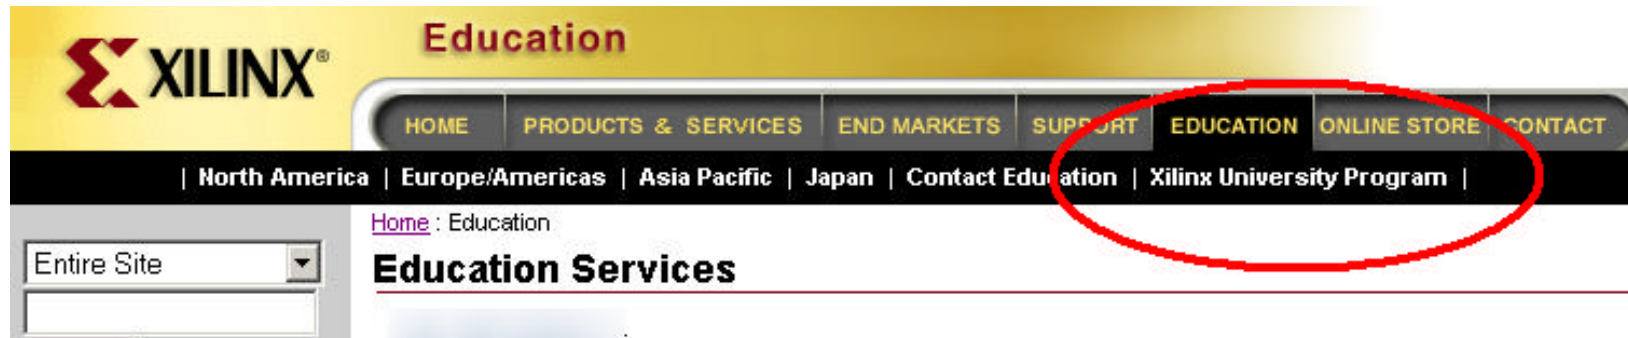 Education
XILINX®
HOME PRODUCTS & SERVICES END MARKETS SUPPORT EDUCATION ONLINE STORE CONTACT
| North America | Europe/Americas | Asia Pacific | Japan | Contact Education | Xilinx University Program |
Home : Education
Entire Site
Education Services